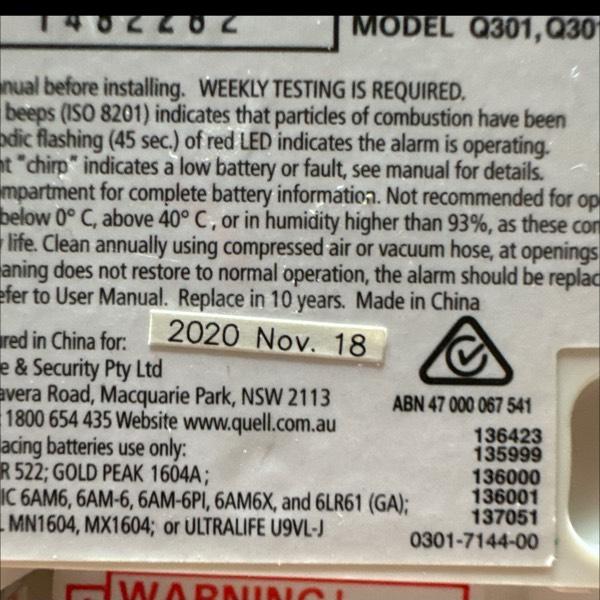 1482282
MODEL Q301, Q30
nual before installing. WEEKLY TESTING IS REQUIRED.
beeps (ISO 8201) indicates that particles of combustion have been
odic flashing (45 sec.) of red LED indicates the alarm is operating.
nt "chirp" indicates a low battery or fault, see manual for details.
mpartment for complete battery information. Not recommended for op
below 0° C, above 40° C, or in humidity higher than 93%, as these con
life. Clean annually using compressed air or vacuum hose, at openings
aning does not restore to normal operation, the alarm should be replac
efer to User Manual. Replace in 10 years. Made in China
ured in China for:
2020 Nov. 18
e & Security Pty Ltd
avera Road, Macquarie Park, NSW 2113
1800 654 435 Website www.quell.com.au
acing batteries use only:
R 522; GOLD PEAK 1604A;
IC 6AM6, 6AM-6, 6AM-6PI, 6AM6X, and 6LR61 (GA);
L MN1604, MX1604; or ULTRALIFE U9VL-J
ABN 47 000 067 541
136423
135999
136000
136001
137051
0301-7144-00
WARNING!